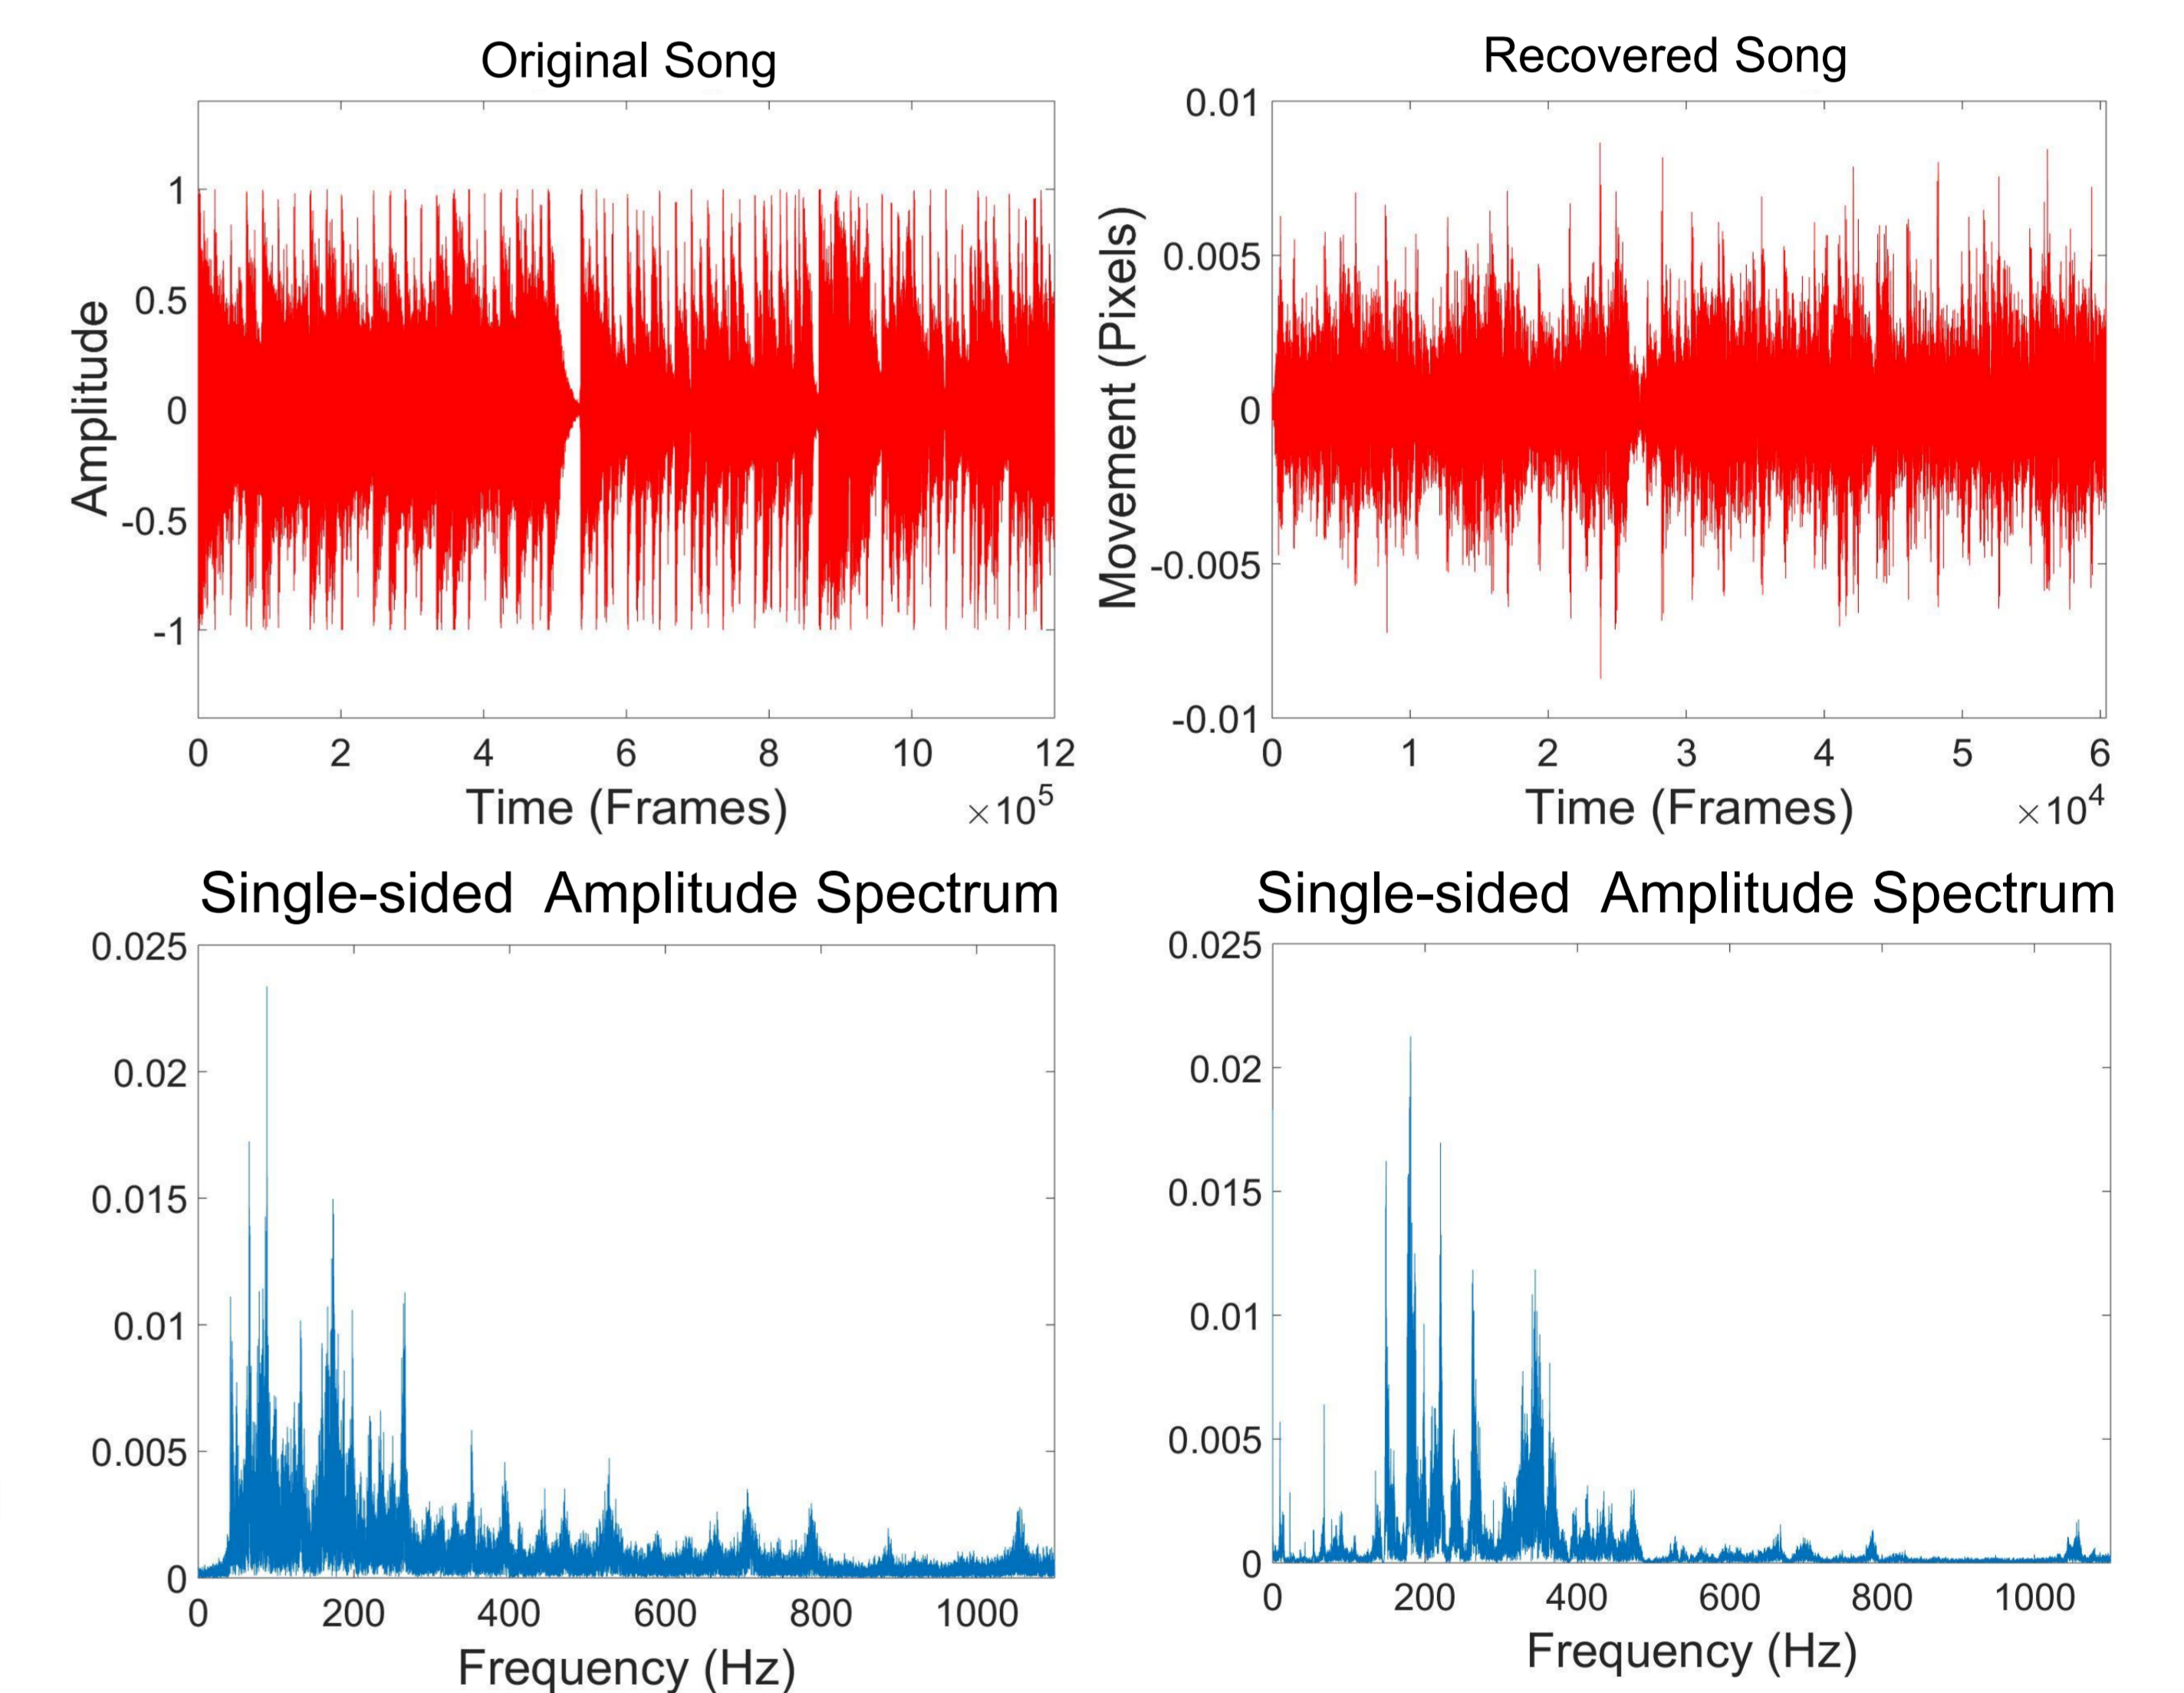 Original Song
1
0.5
0
-0.5
-1
Amplitude
0 2 4 6 8 10 12
Time (Frames) ×10^5
Recovered Song
0.01
0.005
0
-0.005
-0.01
Movement (Pixels)
0 1 2 3 4 5 6
Time (Frames) ×10^4
Single-sided Amplitude Spectrum
0.025
0.02
0.015
0.01
0.005
0
0 200 400 600 800 1000
Frequency (Hz)
Single-sided Amplitude Spectrum
0.025
0.02
0.015
0.01
0.005
0
0 200 400 600 800 1000
Frequency (Hz)